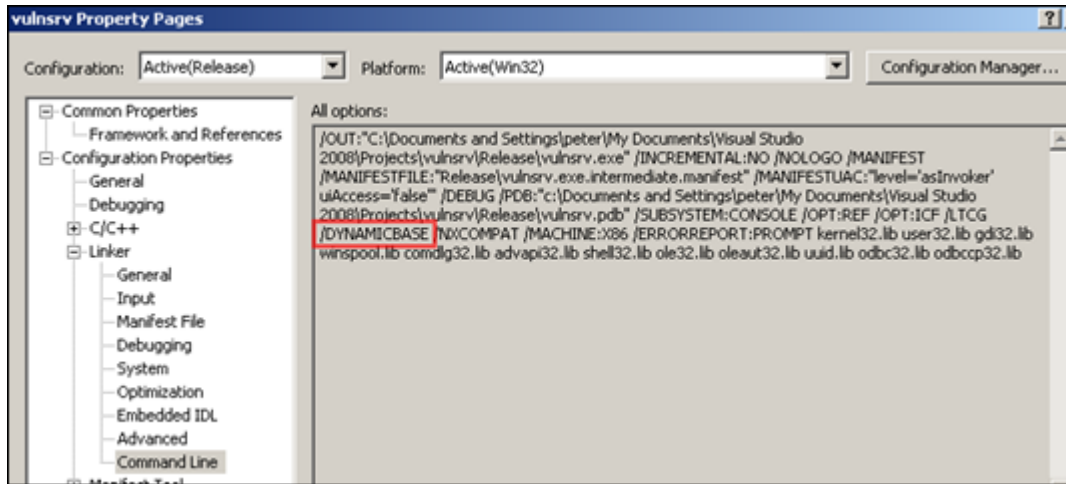 vulnsrv Property Pages
?
Configuration: Active(Release) Platform: Active(Win32) Configuration Manager...
Common Properties
Framework and References
Configuration Properties
General
Debugging
C/C++
Linker
General
Input
Manifest File
Debugging
System
Optimization
Embedded IDL
Advanced
Command Line
Manifest Tool
All options:
/OUT:"C:\Documents and Settings\peter\My Documents\Visual Studio
2008\Projects\vulnsrv\Release\vulnsrv.exe" /INCREMENTAL:NO /NOLOGO /MANIFEST
/MANIFESTFILE:"Release\vulnsrv.exe.intermediate.manifest" /MANIFESTUAC:"level='asInvoker'
uiAccess='false'" /DEBUG /PDB:"c:\Documents and Settings\peter\My Documents\Visual Studio
2008\Projects\vulnsrv\Release\vulnsrv.pdb" /SUBSYSTEM:CONSOLE /OPT:REF /OPT:ICF /LTCG
/DYNAMICBASE /NXCOMPAT /MACHINE:X86 /ERRORREPORT:PROMPT kernel32.lib user32.lib gdi32.lib
winspool.lib comdlg32.lib advapi32.lib shell32.lib ole32.lib oleaut32.lib uuid.lib odbc32.lib odbccp32.lib